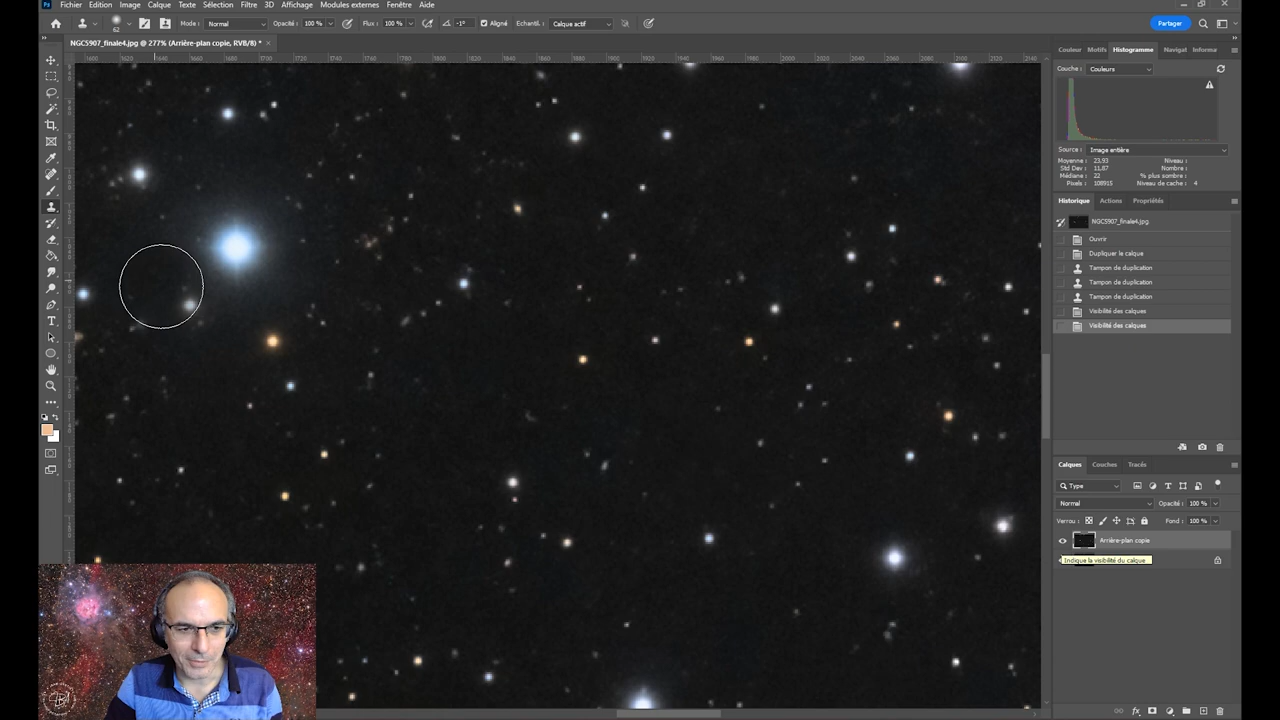 Fichier Edition Image Calque Texte Sélection Filtre 3D Affichage Modules externes Fenêtre Aide
62 Mode : Normal Opacité : 100 % Flux : 100 % -1° Aligné Echantil. : Calque actif Partager
NGC5907_finale4.jpg @ 277% (Arrière-plan copie, RVB/8) * ×
Couleur Motifs Histogramme Navigat Informa
Couche : Couleurs
Source : Image entière
Moyenne : 23,93 Niveau :
Std Dev : 11,87 Nombre :
Médiane : 22 % plus sombre :
Pixels : 108915 Niveau de cache : 4
Historique Actions Propriétés
NGC5907_finale4.jpg
Ouvrir
Dupliquer le calque
Tampon de duplication
Tampon de duplication
Tampon de duplication
Visibilité des calques
Visibilité des calques
Calques Couches Tracés
Type
Normal Opacité : 100 %
Verrou : Fond : 100 %
Arrière-plan copie
Indique la visibilité du calque